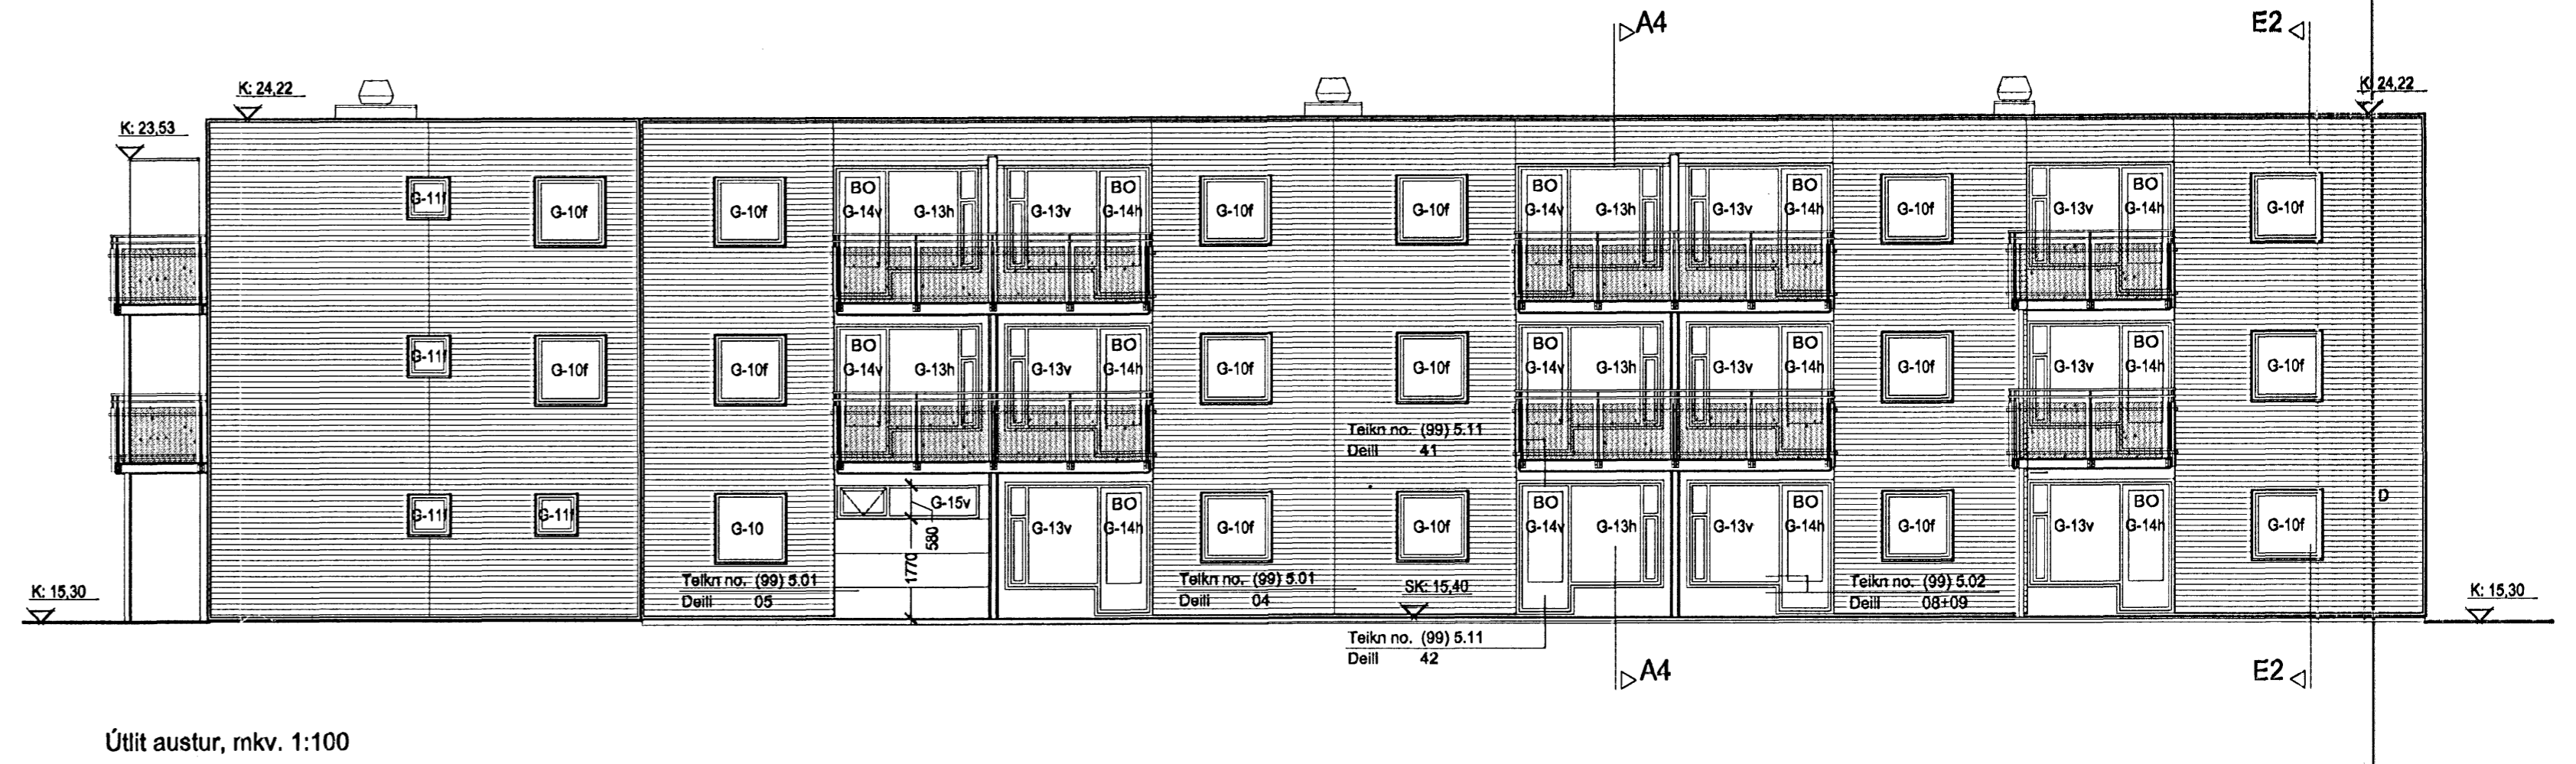 A4
E2
K: 24,22
K: 24,22
K: 23,53
G-11f
G-10f
G-10f
BO
G-14v
G-13h
G-13v
BO
G-14h
G-10f
G-10f
BO
G-14v
G-13h
G-13v
BO
G-14h
G-10f
G-13v
BO
G-14h
G-10f
G-11f
G-10f
G-10f
BO
G-14v
G-13h
G-13v
BO
G-14h
G-10f
G-10f
BO
G-14v
G-13h
G-13v
BO
G-14h
G-10f
G-13v
BO
G-14h
G-10f
Teikn no. (99) 5.11
Deili 41
G-11f
G-11f
G-10
G-15v
580
1770
G-13v
BO
G-14h
G-10f
G-10f
BO
G-14v
G-13h
G-13v
BO
G-14h
G-10f
G-13v
BO
G-14h
G-10f
D
Teikn no. (99) 5.01
Deili 05
Teikn no. (99) 5.01
Deili 04
SK: 15,40
Teikn no. (99) 5.02
Deili 08+09
K: 15,30
K: 15,30
Teikn no. (99) 5.11
Deili 42
A4
E2
Útlit austur, mkv. 1:100